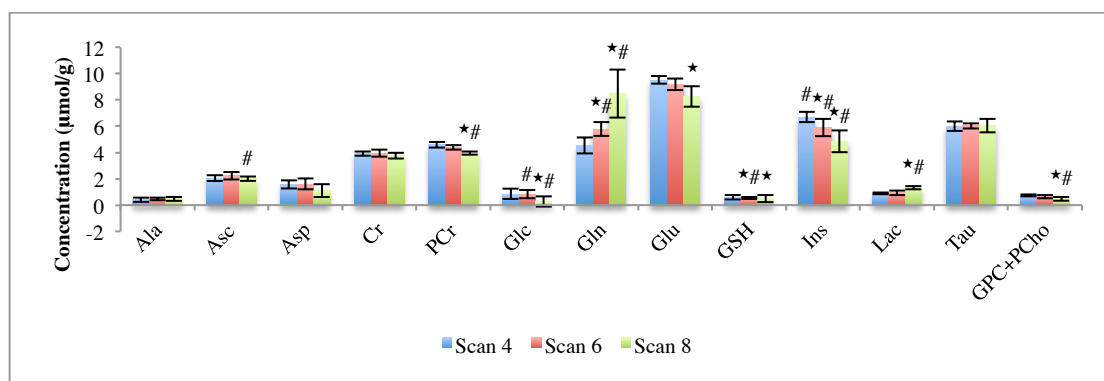 Concentration (μmol/g)
12
10
8
6
4
2
0
-2
#
★#
#
★#
★#
★#
★
★#
★
#
★#
★#
★#
★#
Ala
Asc
Asp
Cr
PCr
Glc
Gln
Glu
GSH
Ins
Lac
Tau
GPC+PCho
Scan 4
Scan 6
Scan 8